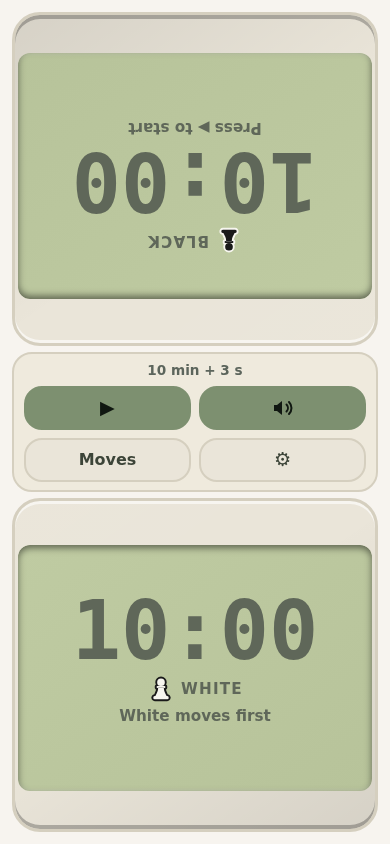 Press ▶ to start
10:00
BLACK
10 min + 3 s
▶
Moves
⚙
10:00
WHITE
White moves first